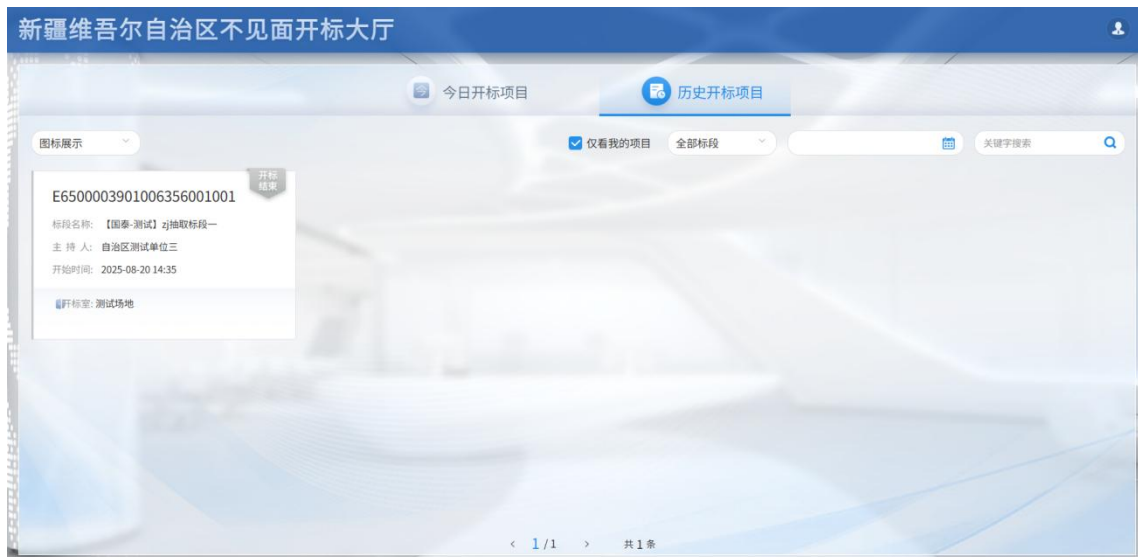 新疆维吾尔自治区不见面开标大厅
今日开标项目
历史开标项目
图标展示
仅看我的项目
全部标段
关键字搜索
开标
结束
E6500003901006356001001
标段名称: 【国泰-测试】zj抽取标段一
主 持 人: 自治区测试单位三
开始时间: 2025-08-20 14:35
开标室: 测试场地
< 1 / 1 > 共 1 条